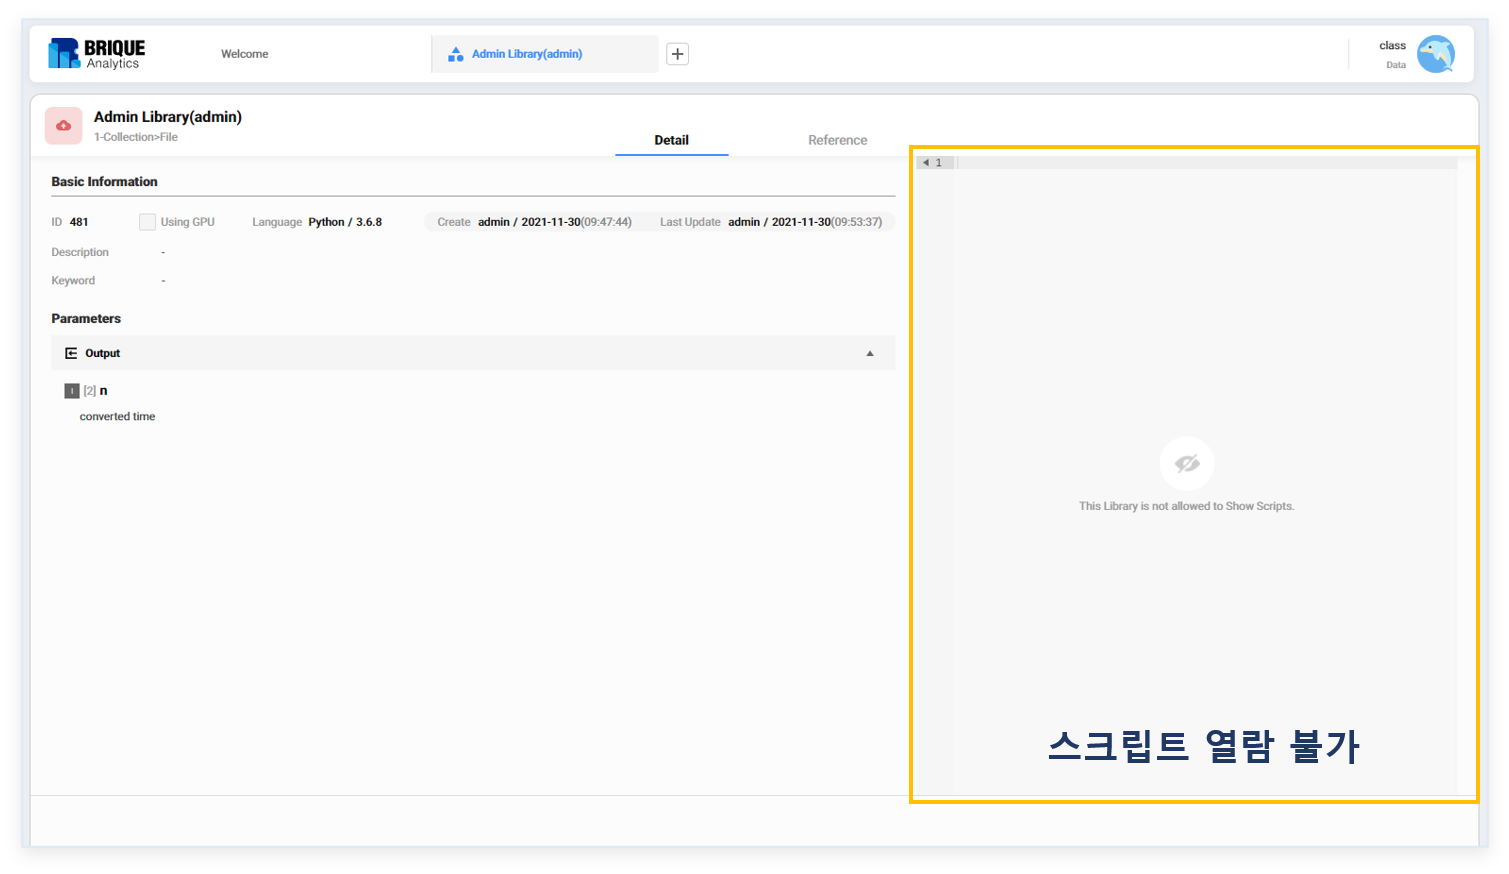 BRIQUE
Analytics
Welcome
Admin Library(admin)
class
Data
Admin Library(admin)
1-Collection>File
Detail
Reference
Basic Information
ID 481 Using GPU Language Python / 3.6.8 Create admin / 2021-11-30(09:47:44) Last Update admin / 2021-11-30(09:53:37)
Description -
Keyword -
Parameters
Output
I [2] n
converted time
1
This Library is not allowed to Show Scripts.
스크립트 열람 불가